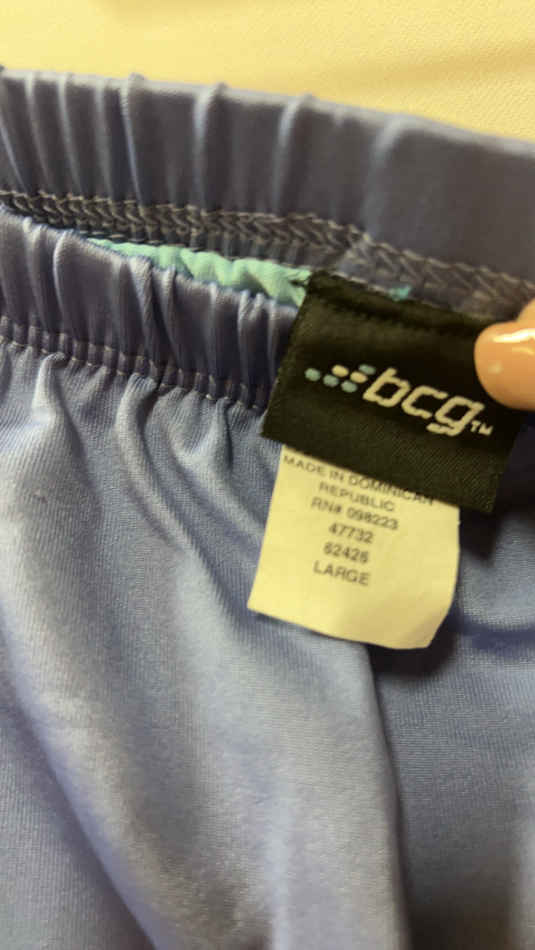 bcg™
MADE IN DOMINICAN
REPUBLIC
RN# 098223
47732
62426
LARGE